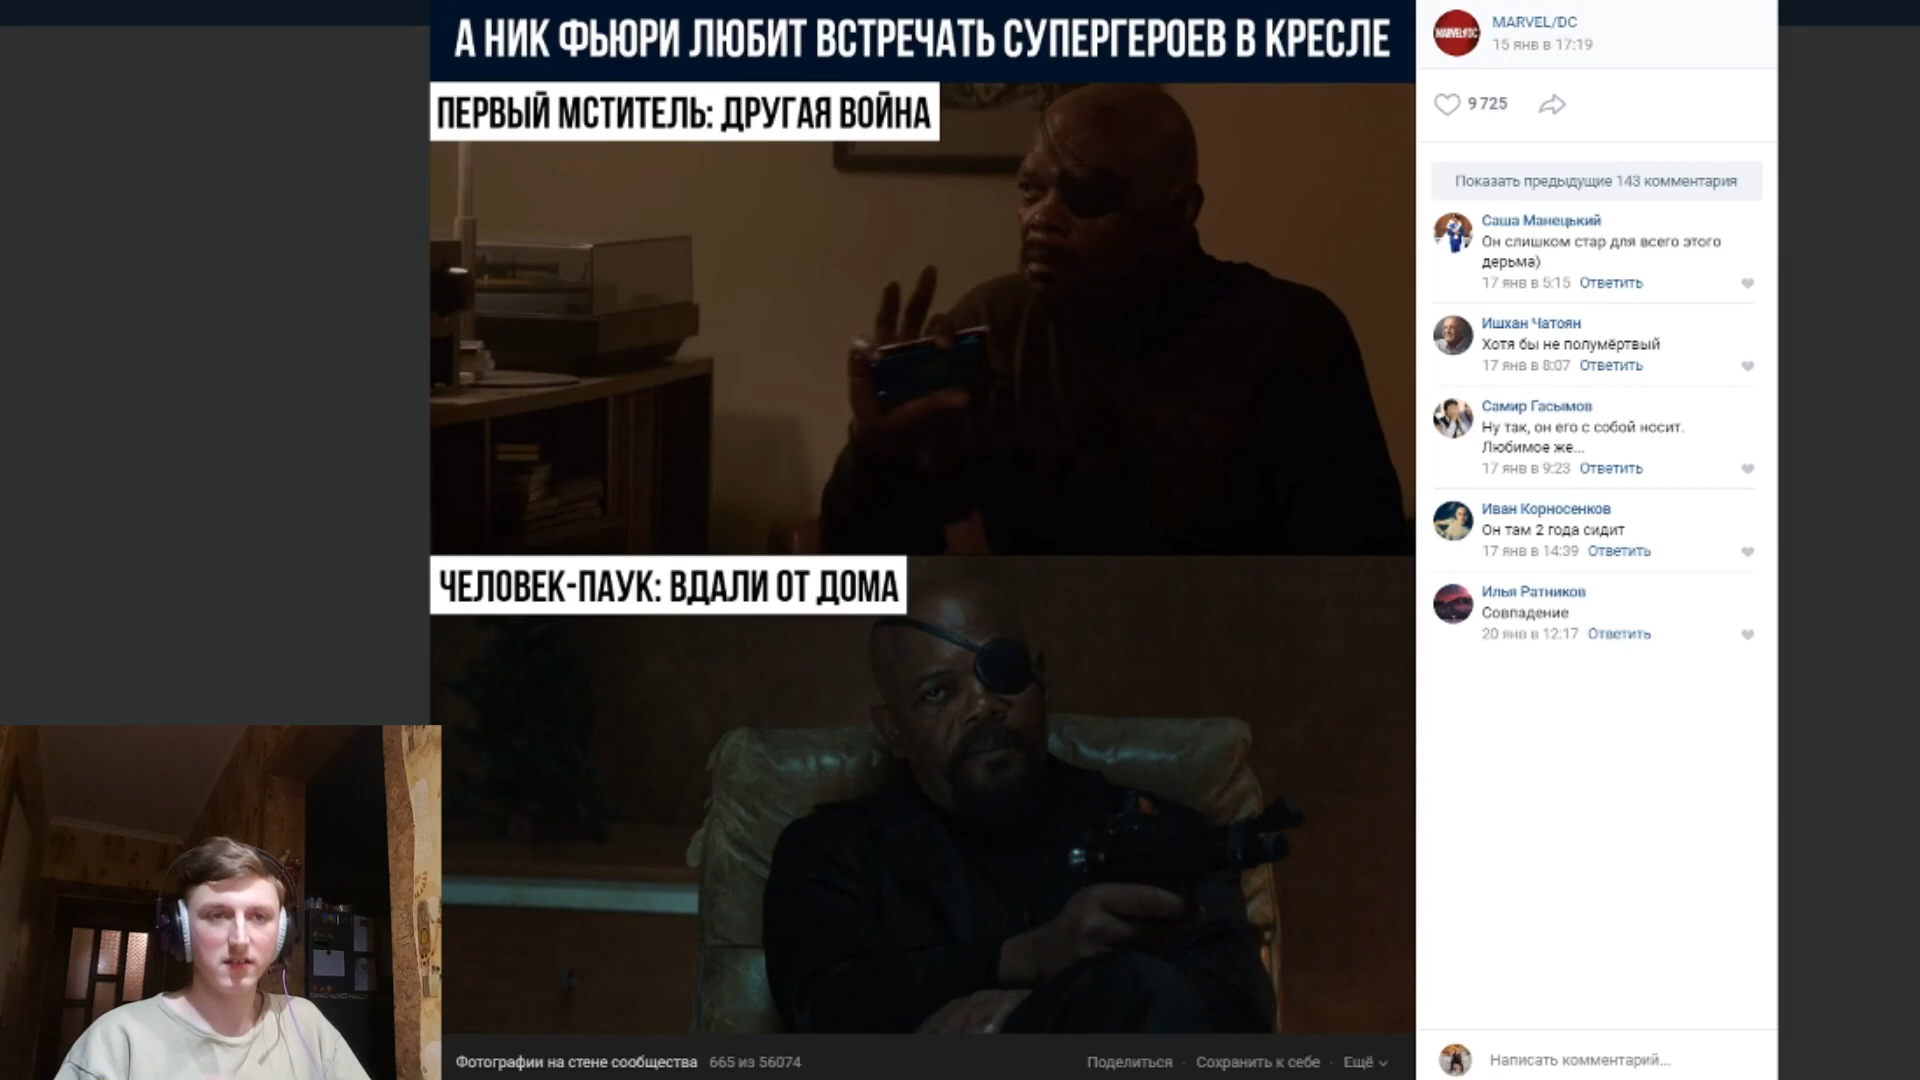 А НИК ФЬЮРИ ЛЮБИТ ВСТРЕЧАТЬ СУПЕРГЕРОЕВ В КРЕСЛЕ
ПЕРВЫЙ МСТИТЕЛЬ: ДРУГАЯ ВОЙНА
ЧЕЛОВЕК-ПАУК: ВДАЛИ ОТ ДОМА
Фотографии на стене сообщества 665 из 56074
Поделиться · Сохранить к себе · Ещё
MARVEL/DC
MARVEL/DC
15 янв в 17:19
9725
Показать предыдущие 143 комментария
Саша Манецький
Он слишком стар для всего этого
дерьма)
17 янв в 5:15 Ответить
Ишхан Чатоян
Хотя бы не полумёртвый
17 янв в 8:07 Ответить
Самир Гасымов
Ну так, он его с собой носит.
Любимое же...
17 янв в 9:23 Ответить
Иван Корносенков
Он там 2 года сидит
17 янв в 14:39 Ответить
Илья Ратников
Совпадение
20 янв в 12:17 Ответить
Написать комментарий...